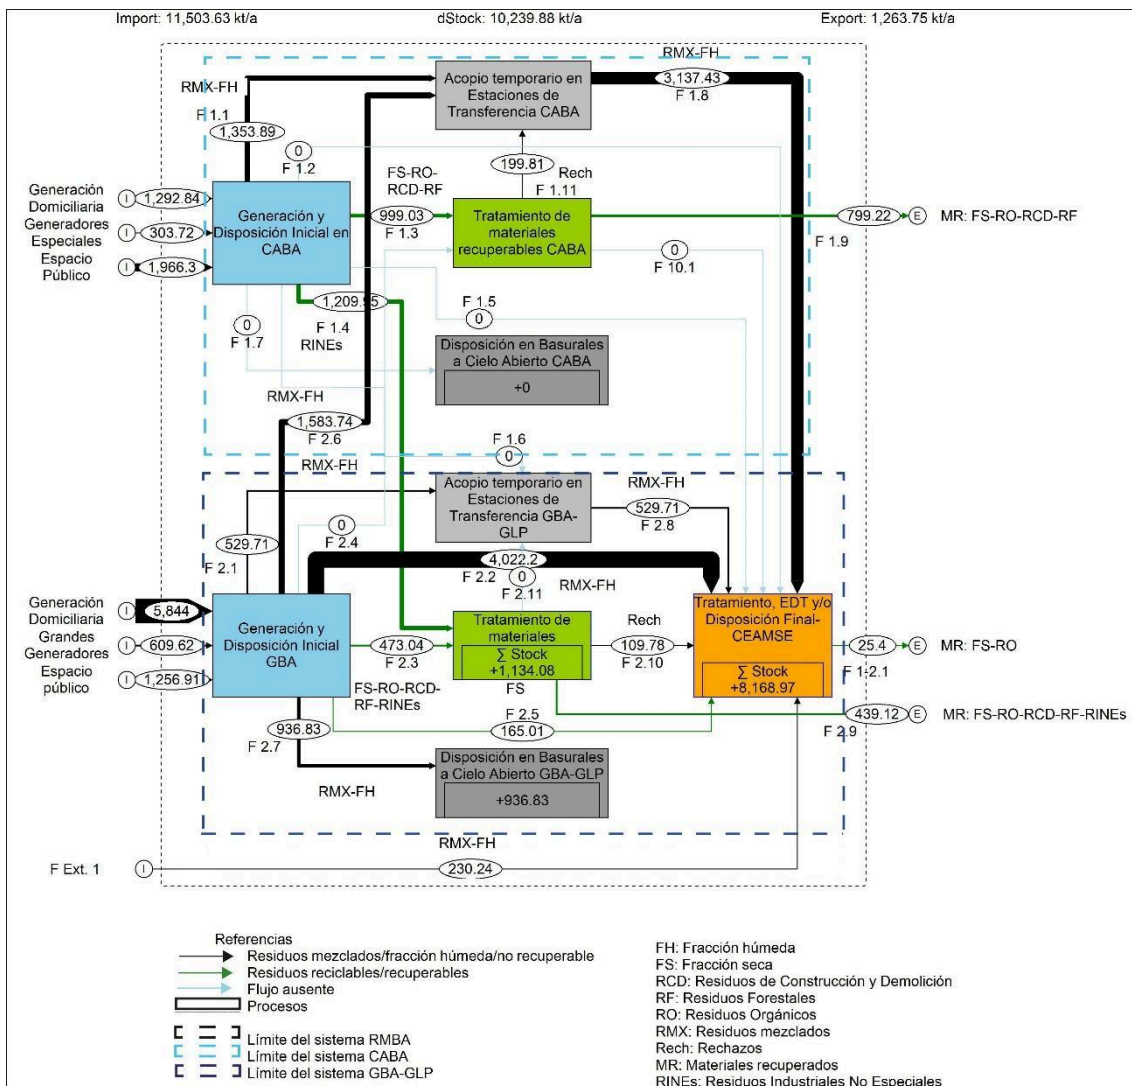 Import: 11,503.63 kt/a
dStock: 10,239.88 kt/a
Export: 1,263.75 kt/a
RMX-FH
3,137.43
F 1.8
RMX-FH
F 1.1
1,353.89
Acopio temporario en
Estaciones de
Transferencia CABA
0
F 1.2
199.81
Rech
F 1.11
FS-RO-
RCD-RF
999.03
F 1.3
Generación
Domiciliaria
Generadores
Especiales
Espacio
Público
I
1,292.84
I
303.72
I
1,966.3
Generación y
Disposición Inicial en
CABA
Tratamiento de
materiales
recuperables CABA
799.22
E
MR: FS-RO-RCD-RF
F 1.9
0
F 10.1
1,209.95
F 1.4
RINEs
F 1.5
0
0
F 1.7
Disposición en Basurales
a Cielo Abierto CABA
+0
RMX-FH
1,583.74
F 2.6
F 1.6
0
RMX-FH
Acopio temporario en
Estaciones de
Transferencia GBA-
GLP
RMX-FH
529.71
F 2.8
529.71
F 2.1
0
F 2.4
4,022.2
F 2.2
0
F 2.11
RMX-FH
Generación
Domiciliaria
Grandes
Generadores
Espacio
público
I
5,844
I
609.62
I
1,256.91
Generación y
Disposición Inicial
GBA
473.04
F 2.3
Tratamiento de
materiales
∑ Stock
+1,134.08
Rech
109.78
F 2.10
Tratamiento, EDT y/o
Disposición Final-
CEAMSE
∑ Stock
+8,168.97
25.4
E
MR: FS-RO
F 1-2.1
FS-RO-RCD-
RF-RINEs
FS
F 2.5
165.01
439.12
E
MR: FS-RO-RCD-RF-RINEs
F 2.9
936.83
F 2.7
RMX-FH
Disposición en Basurales
a Cielo Abierto GBA-GLP
+936.83
RMX-FH
F Ext. 1
I
230.24
Referencias
Residuos mezclados/fracción húmeda/no recuperable
Residuos reciclables/recuperables
Flujo ausente
Procesos
Límite del sistema RMBA
Límite del sistema CABA
Límite del sistema GBA-GLP
FH: Fracción húmeda
FS: Fracción seca
RCD: Residuos de Construcción y Demolición
RF: Residuos Forestales
RO: Residuos Orgánicos
RMX: Residuos mezclados
Rech: Rechazos
MR: Materiales recuperados
RINEs: Residuos Industriales No Especiales